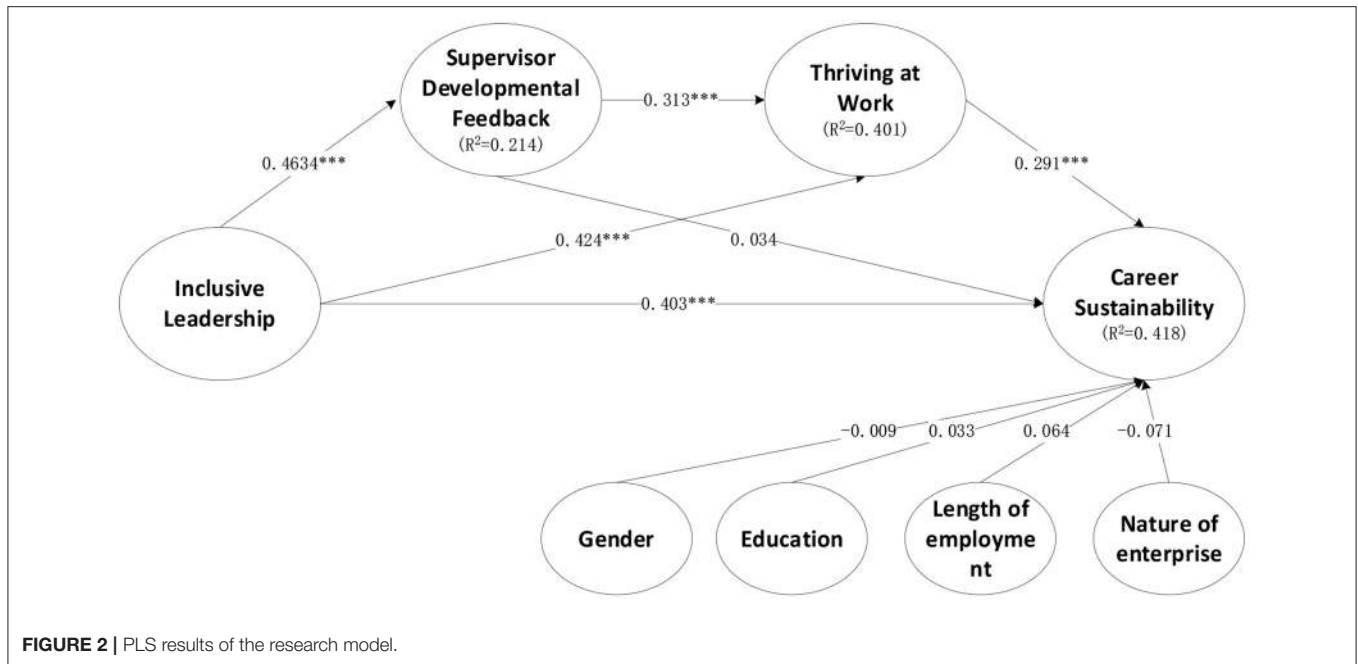 Supervisor
Developmental
Feedback
(R²=0.214)
Thriving at
Work
(R²=0.401)
0.313***
0.4634***
0.291***
0.424***
0.034
Inclusive
Leadership
0.403***
Career
Sustainability
(R²=0.418)
-0.009
0.033
0.064
-0.071
Gender
Education
Length of
employme
nt
Nature of
enterprise
FIGURE 2 | PLS results of the research model.